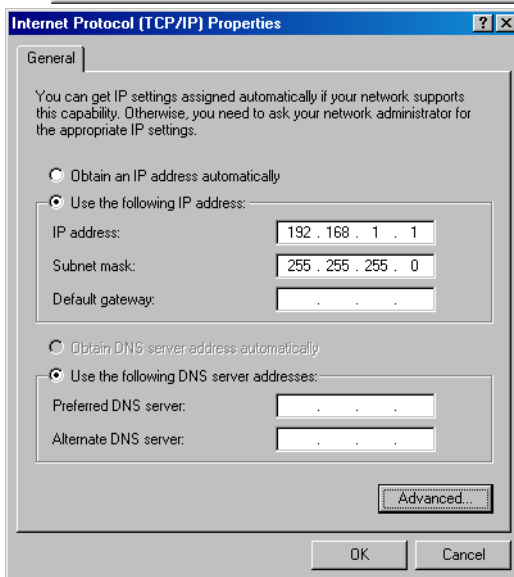 Internet Protocol (TCP/IP) Properties
General
You can get IP settings assigned automatically if your network supports
this capability. Otherwise, you need to ask your network administrator for
the appropriate IP settings.
Obtain an IP address automatically
Use the following IP address:
IP address: 192 . 168 . 1 . 1
Subnet mask: 255 . 255 . 255 . 0
Default gateway: . . .
Obtain DNS server address automatically
Use the following DNS server addresses:
Preferred DNS server: . . .
Alternate DNS server: . . .
Advanced...
OK Cancel